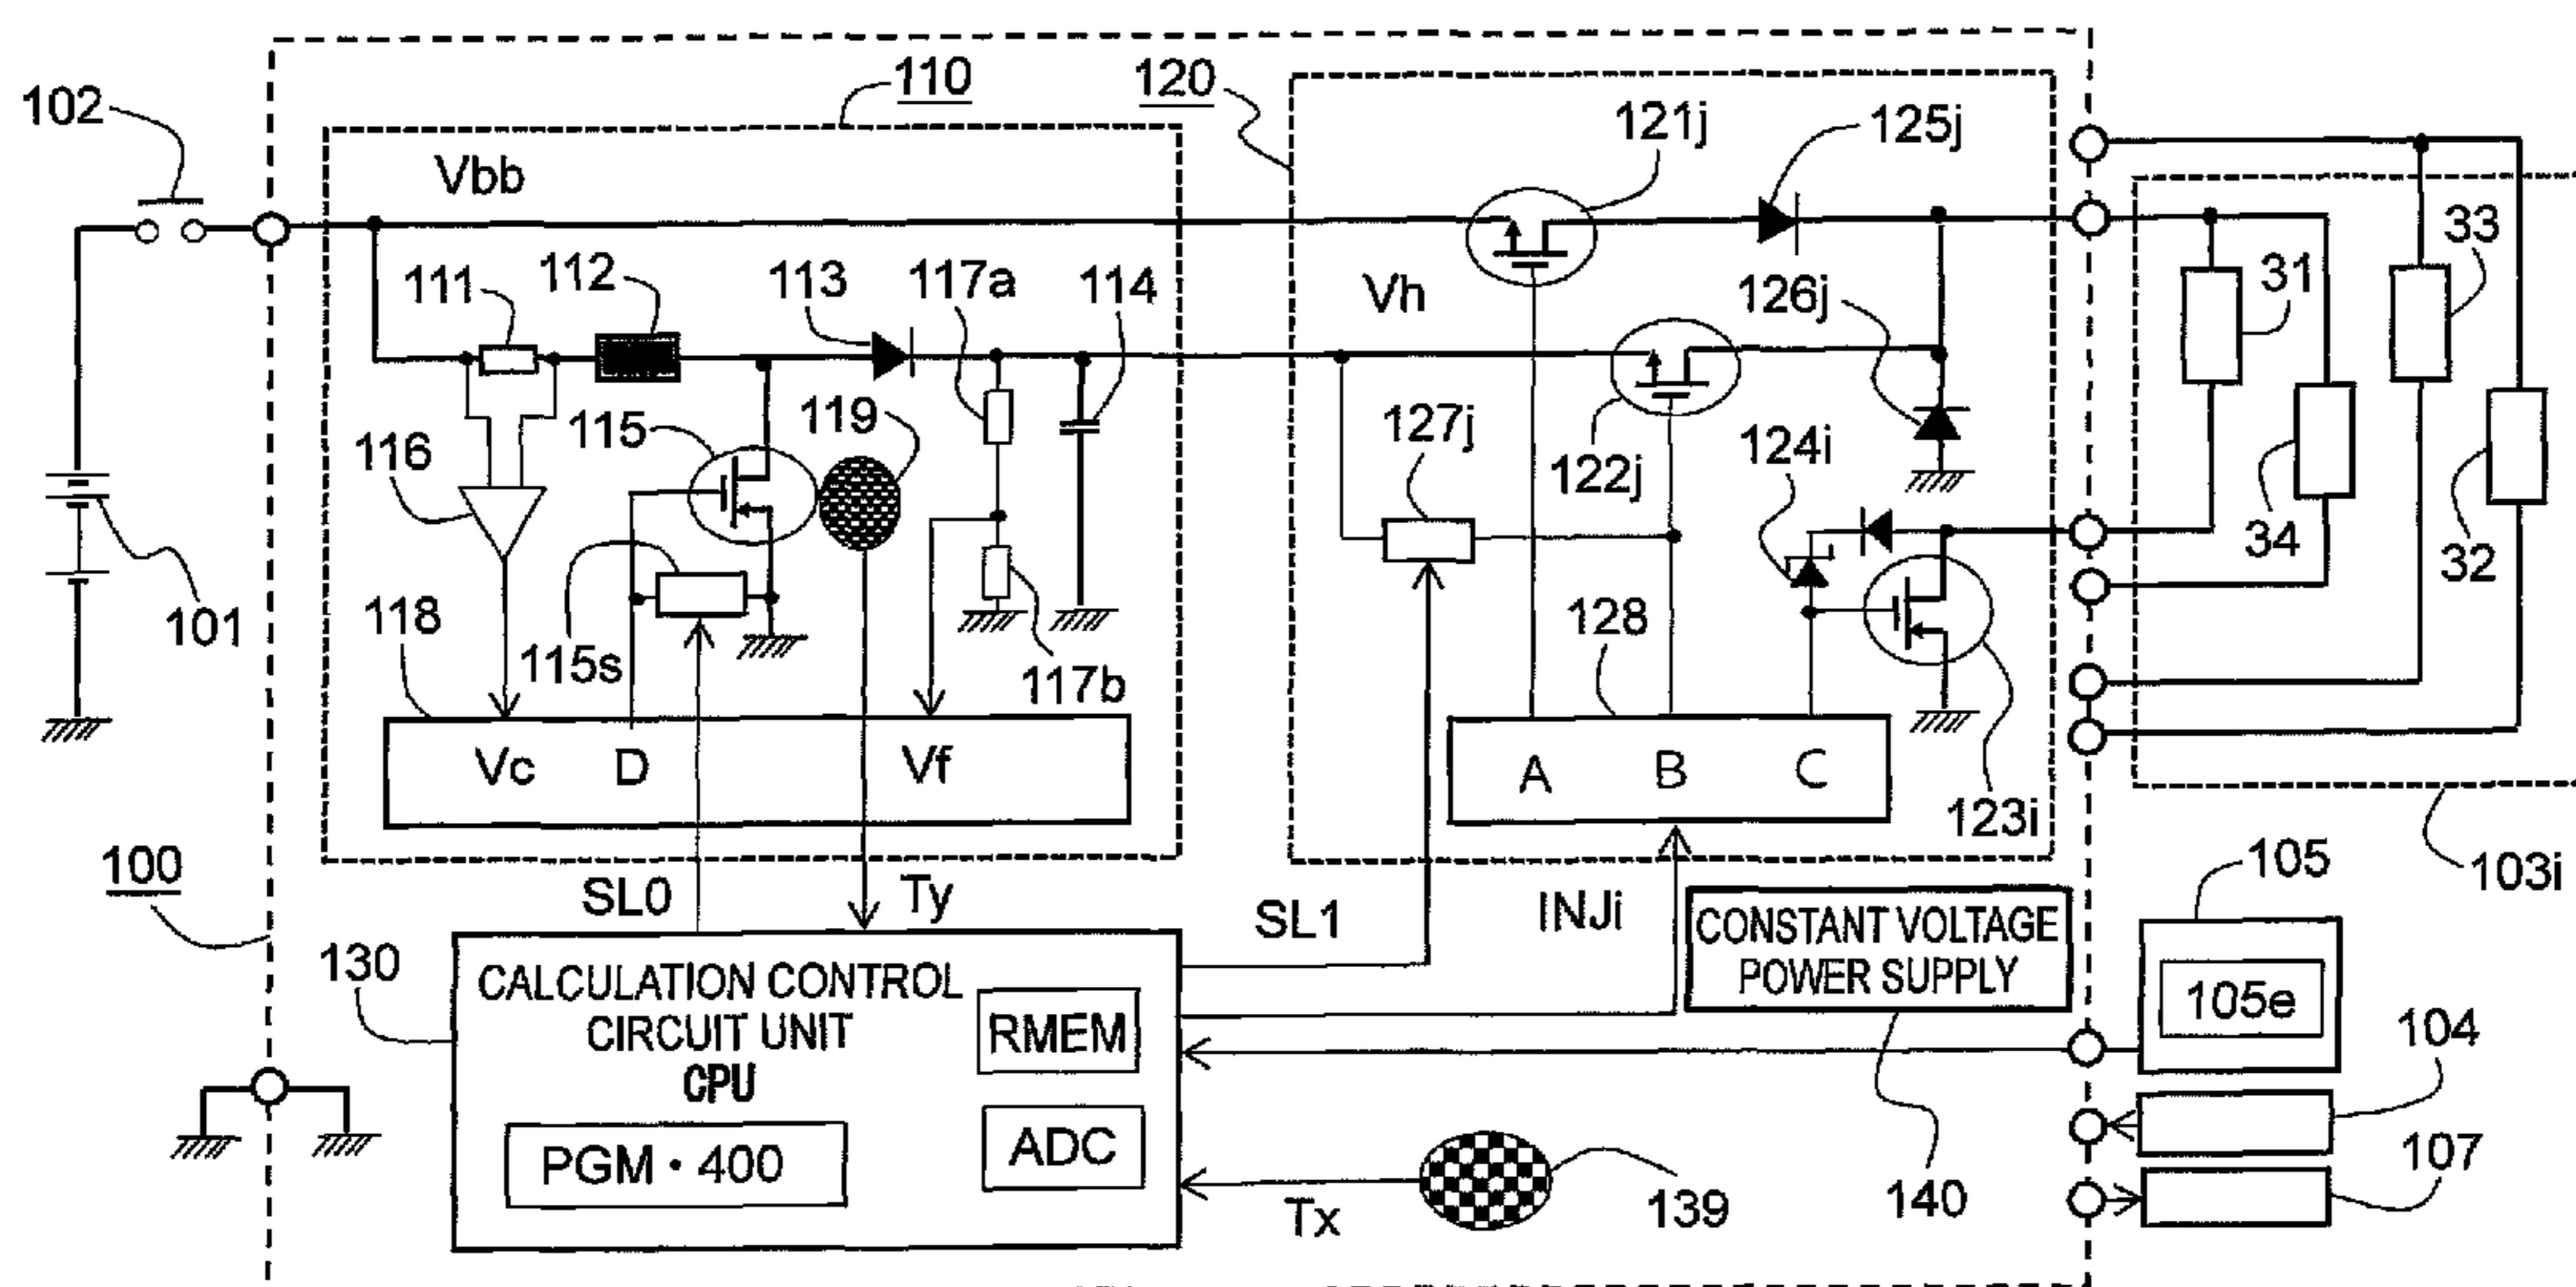 110
120
102
Vbb
121j
125j
111
112
113
117a
114
Vh
126j
33
31
116
115
119
127j
122j
124i
34
32
101
118
115s
117b
128
123i
Vc
D
Vf
A
B
C
100
SL0
Ty
SL1
INJi
CONSTANT VOLTAGE
POWER SUPPLY
105
103i
105e
130
CALCULATION CONTROL
CIRCUIT UNIT
CPU
RMEM
PGM・400
ADC
104
107
Tx
139
140